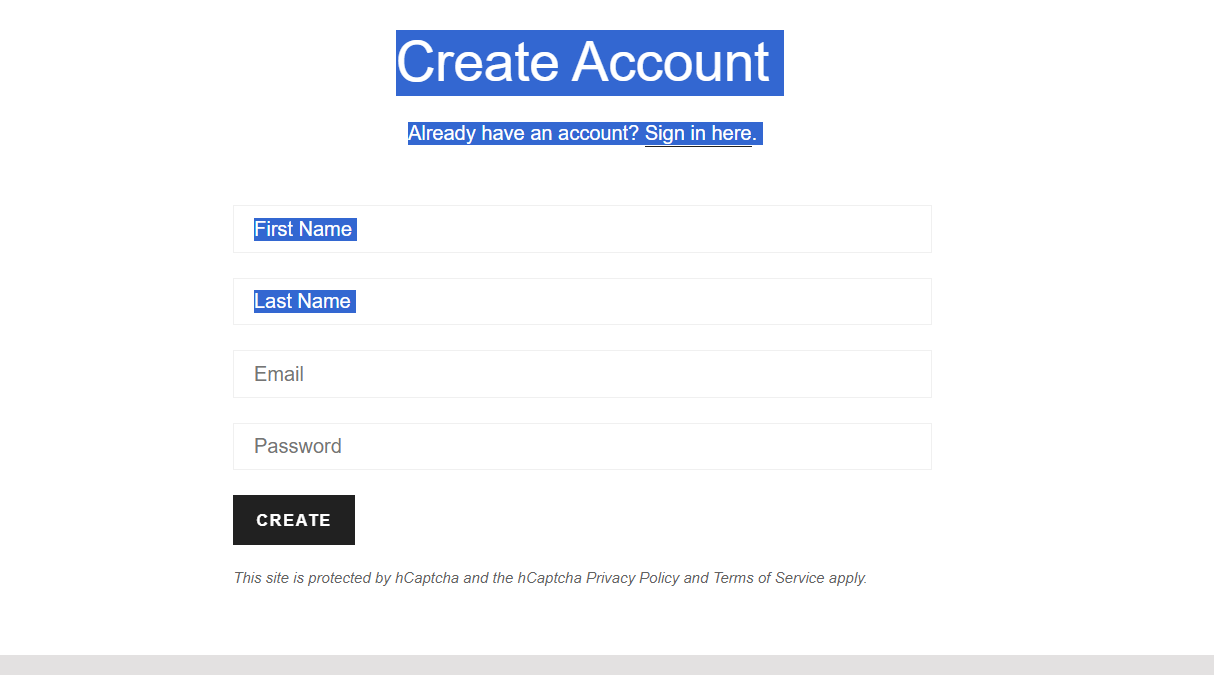 Create Account
Already have an account? Sign in here.
First Name
Last Name
Email
Password
CREATE
This site is protected by hCaptcha and the hCaptcha Privacy Policy and Terms of Service apply.